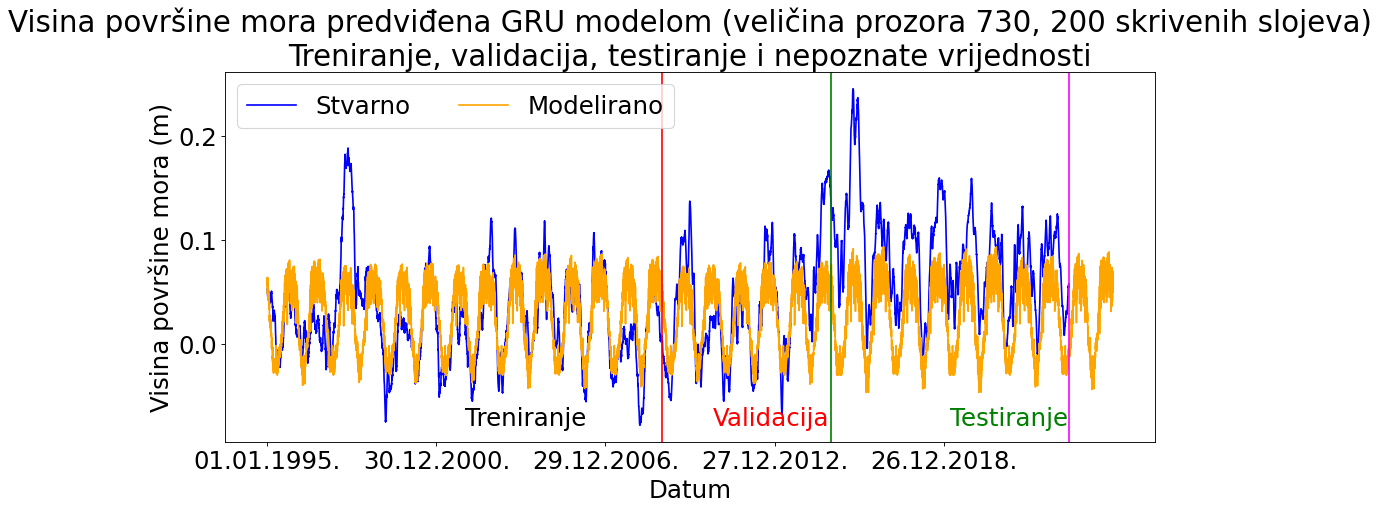 Visina površine mora predviđena GRU modelom (veličina prozora 730, 200 skrivenih slojeva)
Treniranje, validacija, testiranje i nepoznate vrijednosti
Stvarno
Modelirano
Visina površine mora (m)
0.2
0.1
0.0
Treniranje
Validacija
Testiranje
01.01.1995.
30.12.2000.
29.12.2006.
27.12.2012.
26.12.2018.
Datum